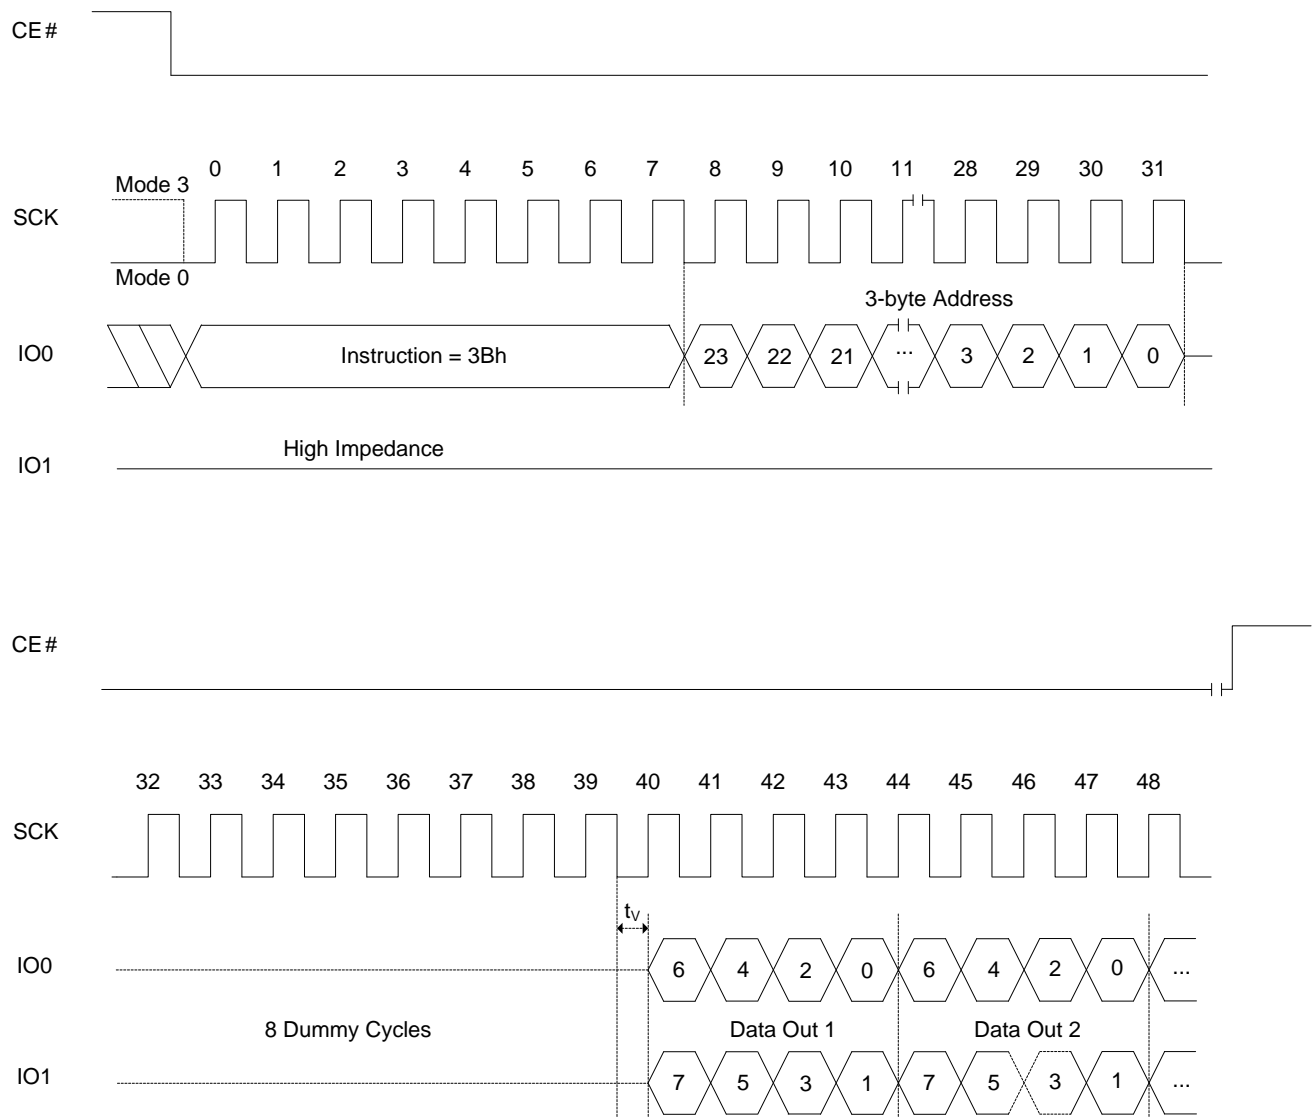 CE#
0 1 2 3 4 5 6 7 8 9 10 11 28 29 30 31
Mode 3
SCK
Mode 0
3-byte Address
IO0 Instruction = 3Bh 23 22 21 ... 3 2 1 0
High Impedance
IO1
CE#
32 33 34 35 36 37 38 39 40 41 42 43 44 45 46 47 48
SCK
tV
IO0 6 4 2 0 6 4 2 0 ...
8 Dummy Cycles Data Out 1 Data Out 2
IO1 7 5 3 1 7 5 3 1 ...